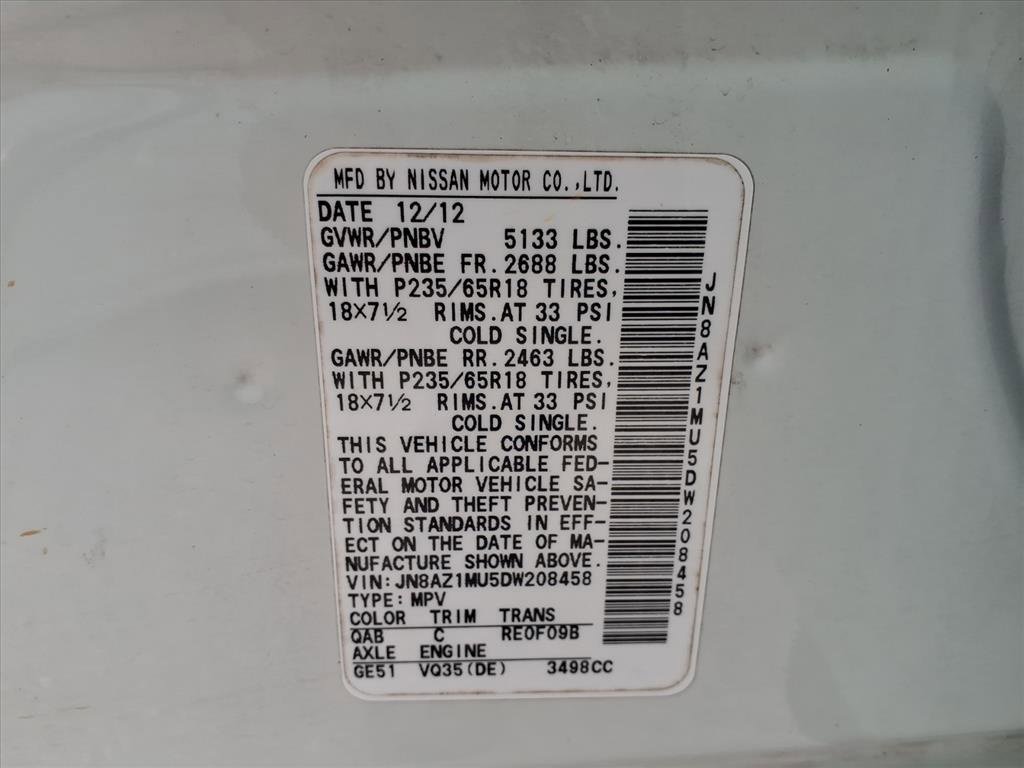 MFD BY NISSAN MOTOR CO.,LTD.
DATE 12/12
GVWR/PNBV 5133 LBS.
GAWR/PNBE FR.2688 LBS.
WITH P235/65R18 TIRES,
18×7½ RIMS.AT 33 PSI
COLD SINGLE.
GAWR/PNBE RR.2463 LBS.
WITH P235/65R18 TIRES,
18×7½ RIMS.AT 33 PSI
COLD SINGLE.
THIS VEHICLE CONFORMS
TO ALL APPLICABLE FED-
ERAL MOTOR VEHICLE SA-
FETY AND THEFT PREVEN-
TION STANDARDS IN EFF-
ECT ON THE DATE OF MA-
NUFACTURE SHOWN ABOVE.
VIN:JN8AZ1MU5DW208458
TYPE:MPV
COLOR TRIM TRANS
QAB C RE0F09B
AXLE ENGINE
GE51 VQ35(DE) 3498CC
JN8AZ1MU5DW208458